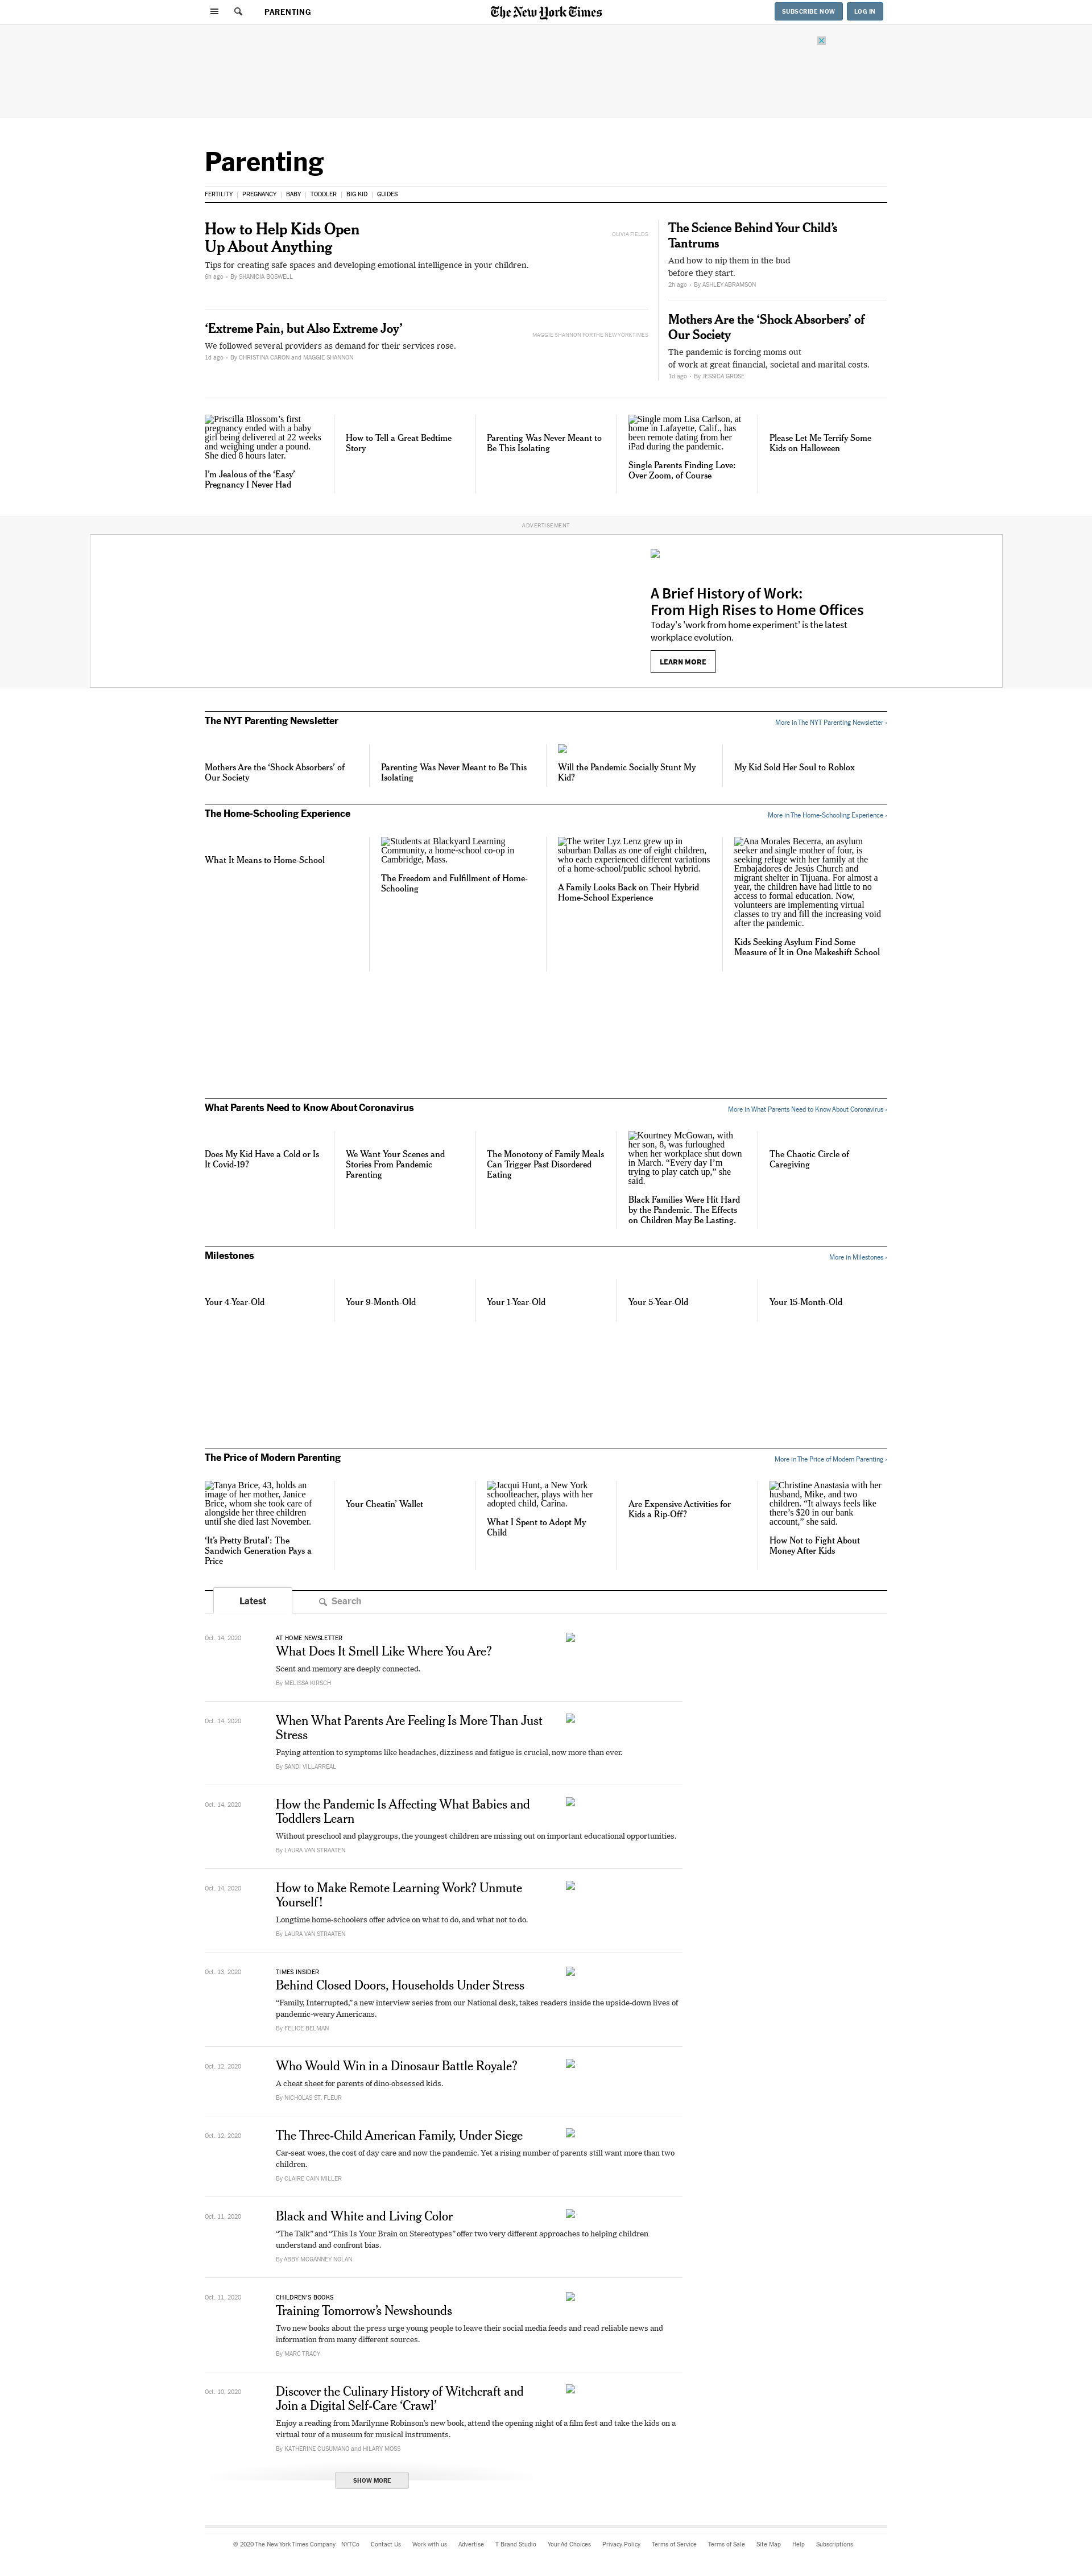 PARENTING
The New York Times
SUBSCRIBE NOW
LOG IN
Parenting
FERTILITY | PREGNANCY | BABY | TODDLER | BIG KID | GUIDES
How to Help Kids Open
Up About Anything
Tips for creating safe spaces and developing emotional intelligence in your children.
6h ago • By SHANICIA BOSWELL
OLIVIA FIELDS
‘Extreme Pain, but Also Extreme Joy’
We followed several providers as demand for their services rose.
1d ago • By CHRISTINA CARON and MAGGIE SHANNON
MAGGIE SHANNON FOR THE NEW YORK TIMES
The Science Behind Your Child’s
Tantrums
And how to nip them in the bud
before they start.
2h ago • By ASHLEY ABRAMSON
Mothers Are the ‘Shock Absorbers’ of
Our Society
The pandemic is forcing moms out
of work at great financial, societal and marital costs.
1d ago • By JESSICA GROSE
Priscilla Blossom’s first
pregnancy ended with a baby
girl being delivered at 22 weeks
and weighing under a pound.
She died 8 hours later.
I’m Jealous of the ‘Easy’
Pregnancy I Never Had
How to Tell a Great Bedtime
Story
Parenting Was Never Meant to
Be This Isolating
Single mom Lisa Carlson, at
home in Lafayette, Calif., has
been remote dating from her
iPad during the pandemic.
Single Parents Finding Love:
Over Zoom, of Course
Please Let Me Terrify Some
Kids on Halloween
ADVERTISEMENT
A Brief History of Work:
From High Rises to Home Offices
Today's 'work from home experiment' is the latest
workplace evolution.
LEARN MORE
The NYT Parenting Newsletter
More in The NYT Parenting Newsletter ›
Mothers Are the ‘Shock Absorbers’ of
Our Society
Parenting Was Never Meant to Be This
Isolating
Will the Pandemic Socially Stunt My
Kid?
My Kid Sold Her Soul to Roblox
The Home-Schooling Experience
More in The Home-Schooling Experience ›
What It Means to Home-School
Students at Blackyard Learning
Community, a home-school co-op in
Cambridge, Mass.
The Freedom and Fulfillment of Home-
Schooling
The writer Lyz Lenz grew up in
suburban Dallas as one of eight children,
who each experienced different variations
of a home-school/public school hybrid.
A Family Looks Back on Their Hybrid
Home-School Experience
Ana Morales Becerra, an asylum
seeker and single mother of four, is
seeking refuge with her family at the
Embajadores de Jesús Church and
migrant shelter in Tijuana. For almost a
year, the children have had little to no
access to formal education. Now,
volunteers are implementing virtual
classes to try and fill the increasing void
after the pandemic.
Kids Seeking Asylum Find Some
Measure of It in One Makeshift School
What Parents Need to Know About Coronavirus
More in What Parents Need to Know About Coronavirus ›
Does My Kid Have a Cold or Is
It Covid-19?
We Want Your Scenes and
Stories From Pandemic
Parenting
The Monotony of Family Meals
Can Trigger Past Disordered
Eating
Kourtney McGowan, with
her son, 8, was furloughed
when her workplace shut down
in March. “Every day I’m
trying to play catch up,” she
said.
Black Families Were Hit Hard
by the Pandemic. The Effects
on Children May Be Lasting.
The Chaotic Circle of
Caregiving
Milestones
More in Milestones ›
Your 4-Year-Old
Your 9-Month-Old
Your 1-Year-Old
Your 5-Year-Old
Your 15-Month-Old
The Price of Modern Parenting
More in The Price of Modern Parenting ›
Tanya Brice, 43, holds an
image of her mother, Janice
Brice, whom she took care of
alongside her three children
until she died last November.
‘It’s Pretty Brutal’: The
Sandwich Generation Pays a
Price
Your Cheatin’ Wallet
Jacqui Hunt, a New York
schoolteacher, plays with her
adopted child, Carina.
What I Spent to Adopt My
Child
Are Expensive Activities for
Kids a Rip-Off?
Christine Anastasia with her
husband, Mike, and two
children. “It always feels like
there’s $20 in our bank
account,” she said.
How Not to Fight About
Money After Kids
Latest
Search
Oct. 14, 2020
AT HOME NEWSLETTER
What Does It Smell Like Where You Are?
Scent and memory are deeply connected.
By MELISSA KIRSCH
Oct. 14, 2020
When What Parents Are Feeling Is More Than Just
Stress
Paying attention to symptoms like headaches, dizziness and fatigue is crucial, now more than ever.
By SANDI VILLARREAL
Oct. 14, 2020
How the Pandemic Is Affecting What Babies and
Toddlers Learn
Without preschool and playgroups, the youngest children are missing out on important educational opportunities.
By LAURA VAN STRAATEN
Oct. 14, 2020
How to Make Remote Learning Work? Unmute
Yourself!
Longtime home-schoolers offer advice on what to do, and what not to do.
By LAURA VAN STRAATEN
Oct. 13, 2020
TIMES INSIDER
Behind Closed Doors, Households Under Stress
“Family, Interrupted,” a new interview series from our National desk, takes readers inside the upside-down lives of
pandemic-weary Americans.
By FELICE BELMAN
Oct. 12, 2020
Who Would Win in a Dinosaur Battle Royale?
A cheat sheet for parents of dino-obsessed kids.
By NICHOLAS ST. FLEUR
Oct. 12, 2020
The Three-Child American Family, Under Siege
Car-seat woes, the cost of day care and now the pandemic. Yet a rising number of parents still want more than two
children.
By CLAIRE CAIN MILLER
Oct. 11, 2020
Black and White and Living Color
“The Talk” and “This Is Your Brain on Stereotypes” offer two very different approaches to helping children
understand and confront bias.
By ABBY MCGANNEY NOLAN
Oct. 11, 2020
CHILDREN’S BOOKS
Training Tomorrow’s Newshounds
Two new books about the press urge young people to leave their social media feeds and read reliable news and
information from many different sources.
By MARC TRACY
Oct. 10, 2020
Discover the Culinary History of Witchcraft and
Join a Digital Self-Care ‘Crawl’
Enjoy a reading from Marilynne Robinson’s new book, attend the opening night of a film fest and take the kids on a
virtual tour of a museum for musical instruments.
By KATHERINE CUSUMANO and HILARY MOSS
SHOW MORE
© 2020 The New York Times Company NYTCo Contact Us Work with us Advertise T Brand Studio Your Ad Choices Privacy Policy Terms of Service Terms of Sale Site Map Help Subscriptions